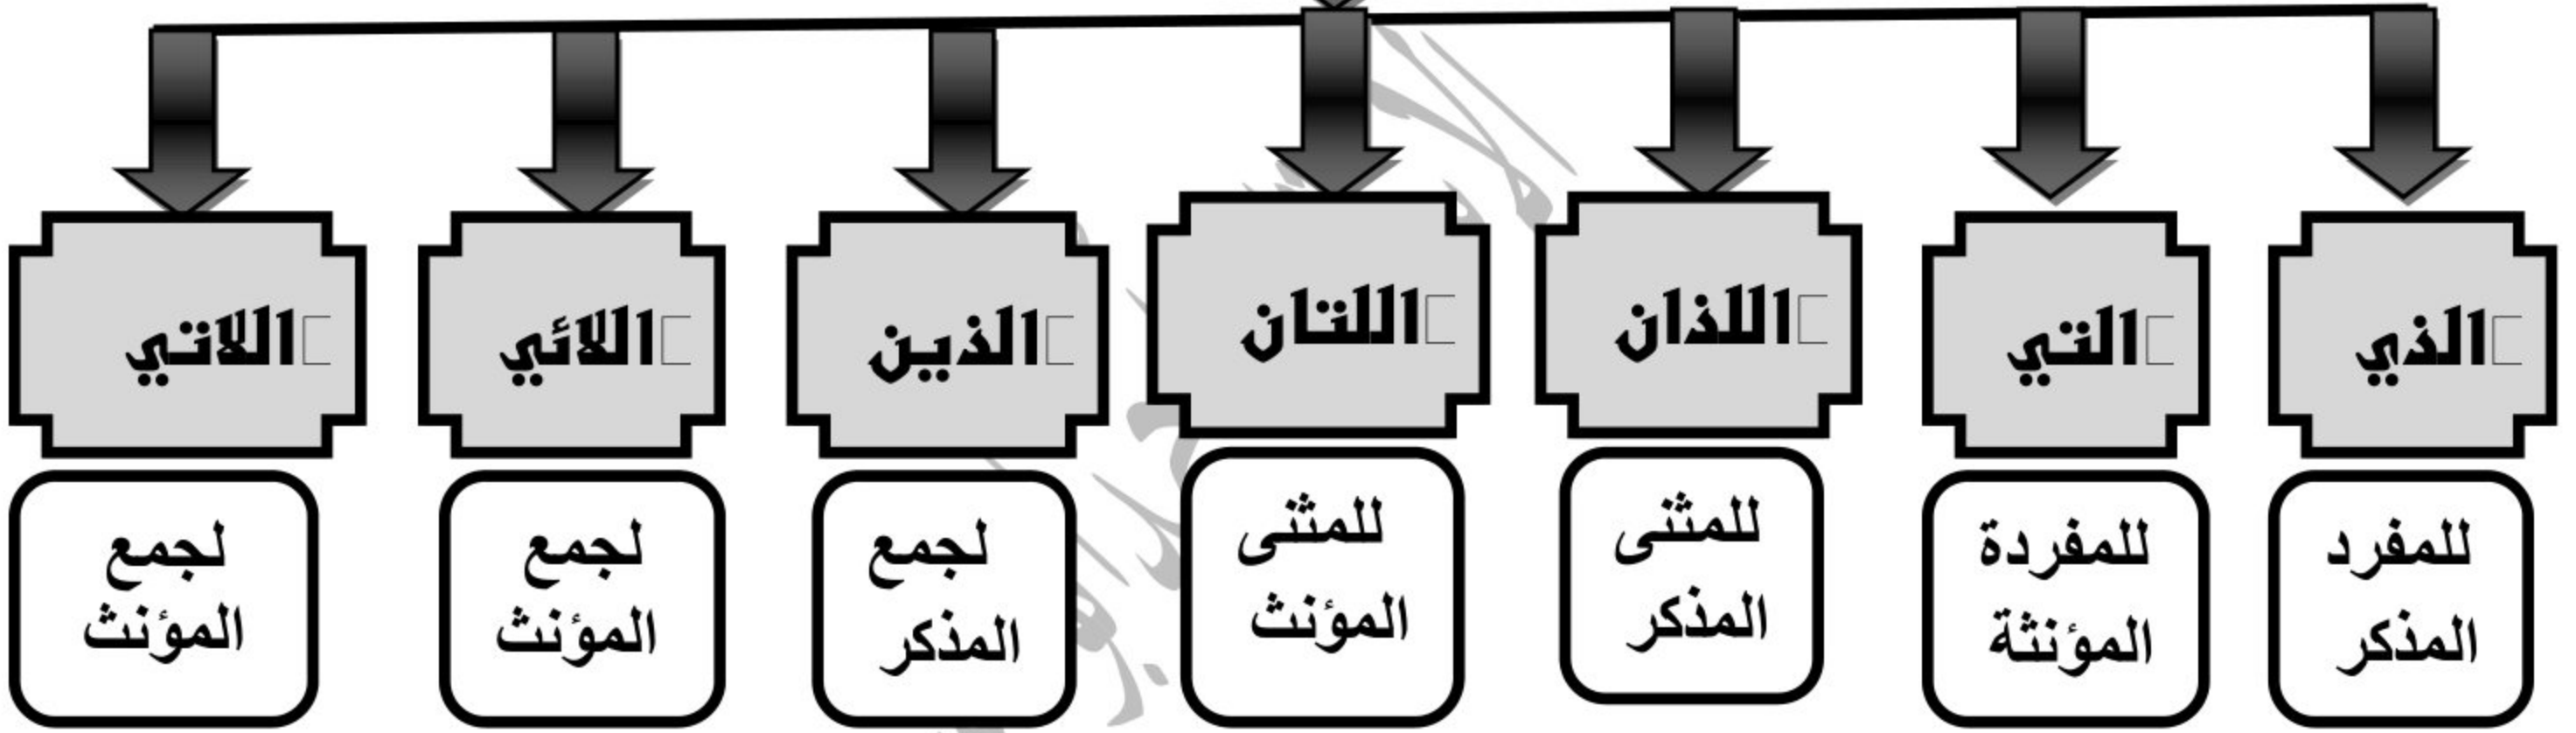 الذي
التي
اللذان
اللتان
الذين
اللائي
اللاتي
للمفرد
المذكر
للمفردة
المؤنثة
للمثنى
المذكر
للمثنى
المؤنث
لجمع
المذكر
لجمع
المؤنث
لجمع
المؤنث